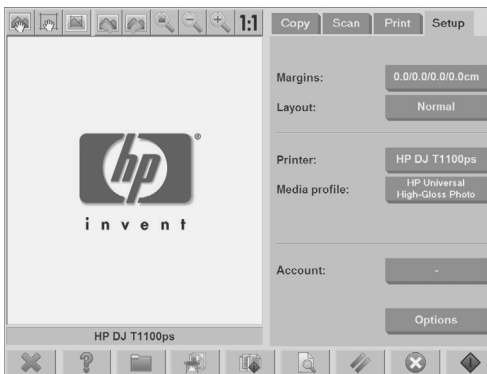 1:1
Copy Scan Print Setup
Margins: 0.0/0.0/0.0/0.0cm
Layout: Normal
hp®
invent
Printer: HP DJ T1100ps
Media profile: HP Universal
High-Gloss Photo
Account: -
Options
HP DJ T1100ps
?